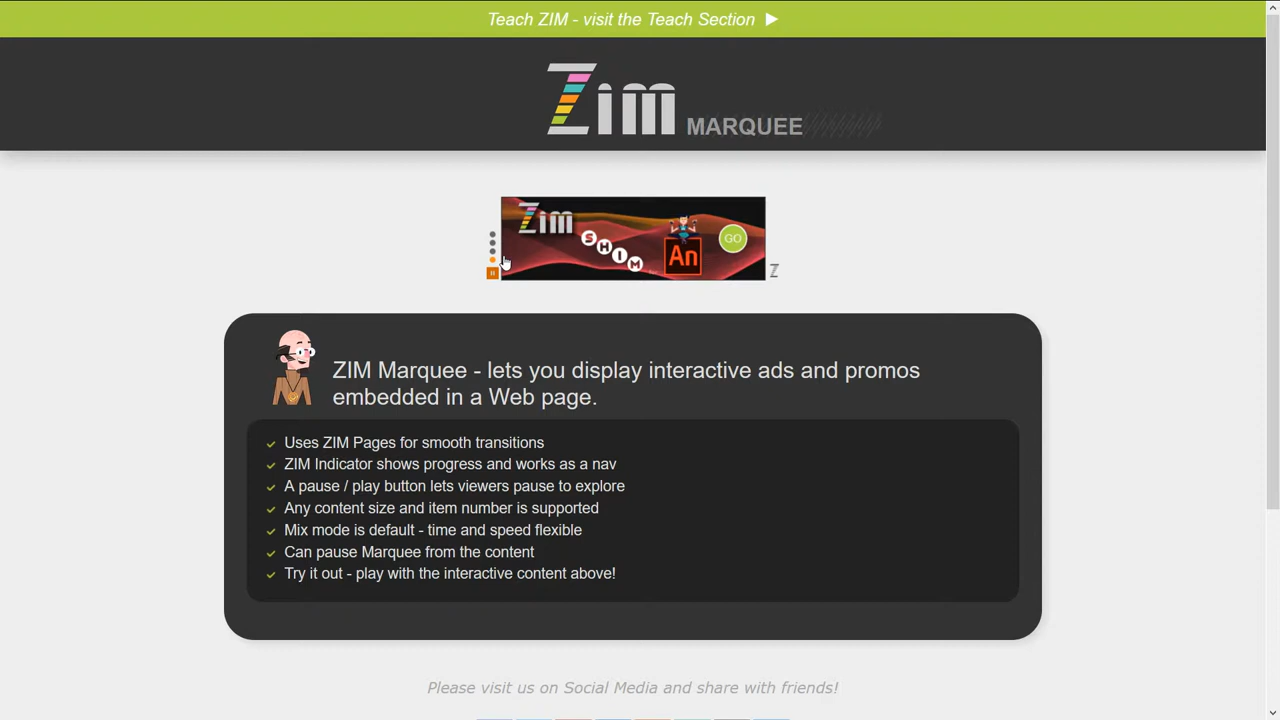 Teach ZIM - visit the Teach Section
Zim MARQUEE
Zim
SHIM
An
GO
Z
ZIM Marquee - lets you display interactive ads and promos
embedded in a Web page.
Uses ZIM Pages for smooth transitions
ZIM Indicator shows progress and works as a nav
A pause / play button lets viewers pause to explore
Any content size and item number is supported
Mix mode is default - time and speed flexible
Can pause Marquee from the content
Try it out - play with the interactive content above!
Please visit us on Social Media and share with friends!